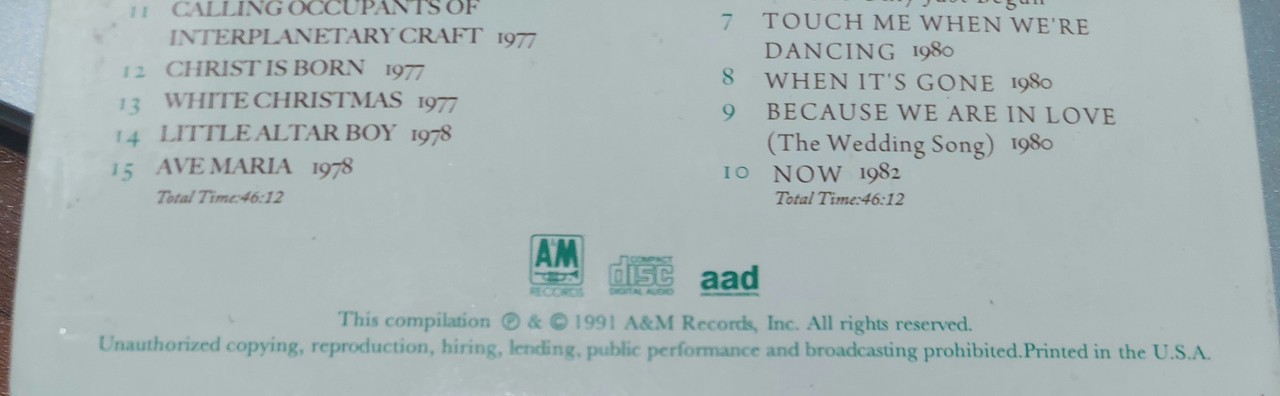 11 CALLING OCCUPANTS OF
INTERPLANETARY CRAFT 1977
12 CHRIST IS BORN 1977
13 WHITE CHRISTMAS 1977
14 LITTLE ALTAR BOY 1978
15 AVE MARIA 1978
Total Time:46:12
Just Begun
7 TOUCH ME WHEN WE'RE
DANCING 1980
8 WHEN IT'S GONE 1980
9 BECAUSE WE ARE IN LOVE
(The Wedding Song) 1980
10 NOW 1982
Total Time:46:12
A&M
RECORDS
COMPACT
disc
DIGITAL AUDIO
aad
This compilation ℗ & © 1991 A&M Records, Inc. All rights reserved.
Unauthorized copying, reproduction, hiring, lending, public performance and broadcasting prohibited.Printed in the U.S.A.